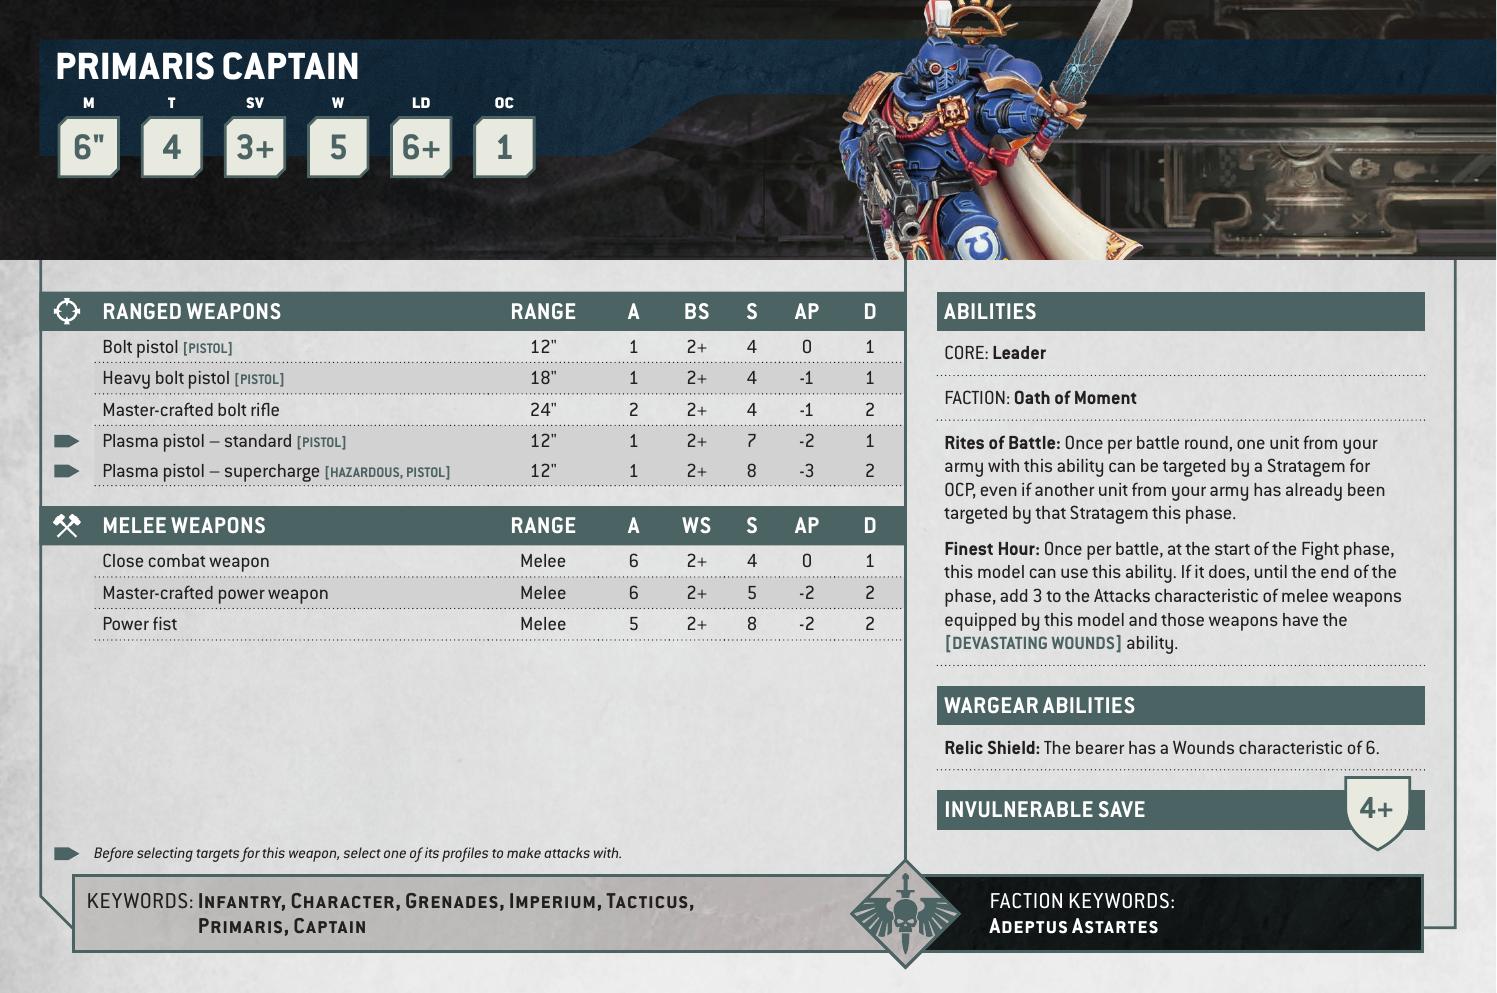 PRIMARIS CAPTAIN
M T SV W LD OC
6" 4 3+ 5 6+ 1
RANGED WEAPONS RANGE A BS S AP D
Bolt pistol [PISTOL] 12" 1 2+ 4 0 1
Heavy bolt pistol [PISTOL] 18" 1 2+ 4 -1 1
Master-crafted bolt rifle 24" 2 2+ 4 -1 2
Plasma pistol – standard [PISTOL] 12" 1 2+ 7 -2 1
Plasma pistol – supercharge [HAZARDOUS, PISTOL] 12" 1 2+ 8 -3 2
MELEE WEAPONS RANGE A WS S AP D
Close combat weapon Melee 6 2+ 4 0 1
Master-crafted power weapon Melee 6 2+ 5 -2 2
Power fist Melee 5 2+ 8 -2 2
Before selecting targets for this weapon, select one of its profiles to make attacks with.
ABILITIES
CORE: Leader
FACTION: Oath of Moment
Rites of Battle: Once per battle round, one unit from your
army with this ability can be targeted by a Stratagem for
0CP, even if another unit from your army has already been
targeted by that Stratagem this phase.
Finest Hour: Once per battle, at the start of the Fight phase,
this model can use this ability. If it does, until the end of the
phase, add 3 to the Attacks characteristic of melee weapons
equipped by this model and those weapons have the
[DEVASTATING WOUNDS] ability.
WARGEAR ABILITIES
Relic Shield: The bearer has a Wounds characteristic of 6.
INVULNERABLE SAVE 4+
KEYWORDS: INFANTRY, CHARACTER, GRENADES, IMPERIUM, TACTICUS,
PRIMARIS, CAPTAIN
FACTION KEYWORDS:
ADEPTUS ASTARTES